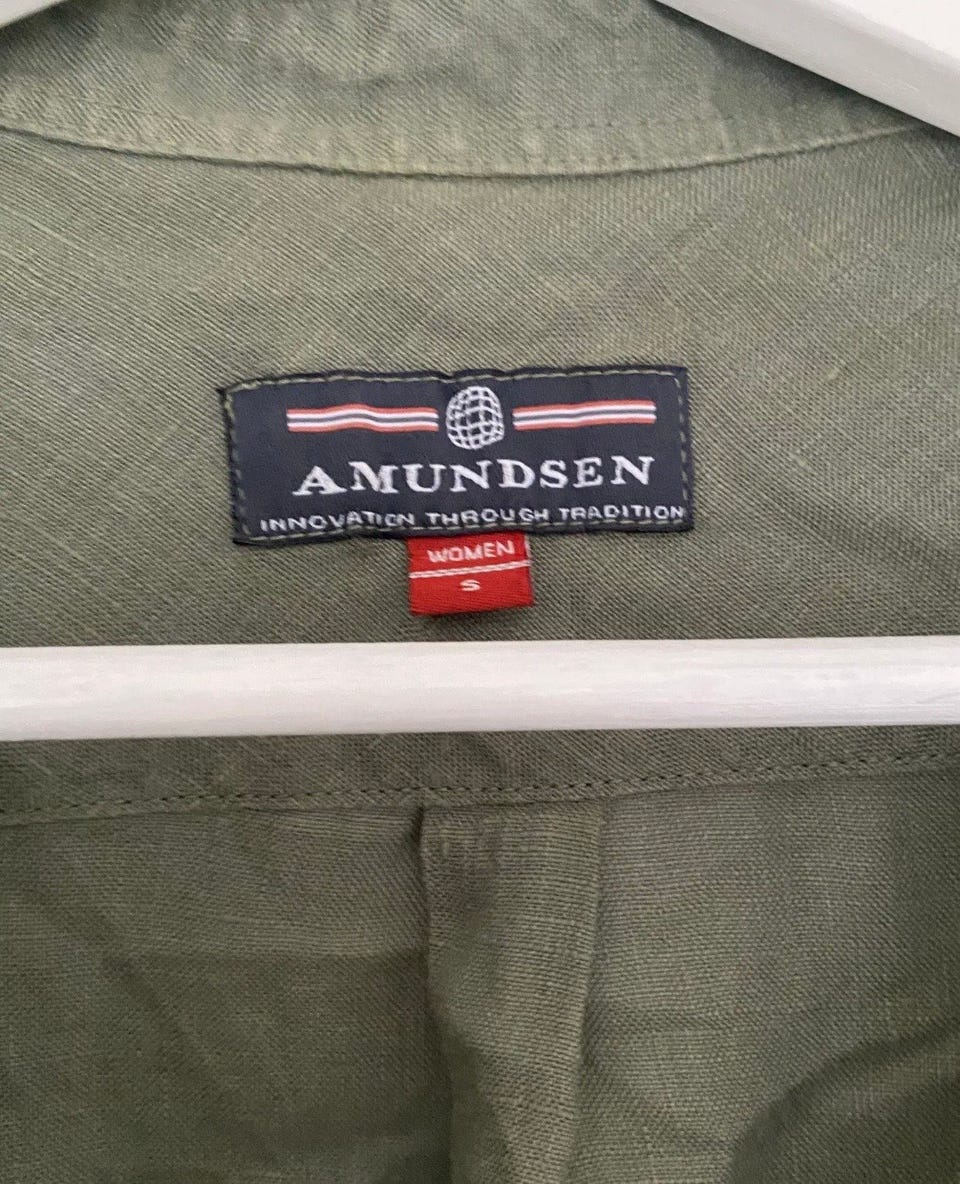 AMUNDSEN
INNOVATION THROUGH TRADITION
WOMEN
S